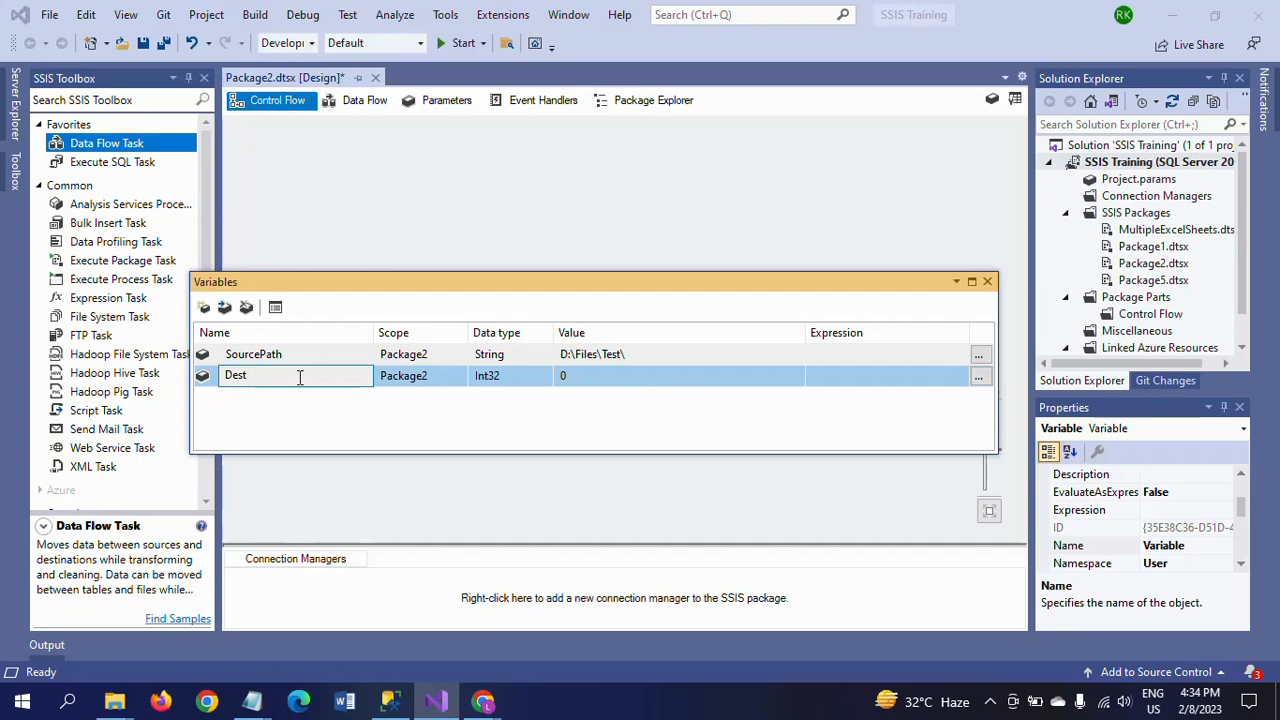 File Edit View Git Project Build Debug Test Analyze Tools Extensions Window Help Search (Ctrl+Q) SSIS Training RK
Developı Default Start Live Share
Server Explorer
Toolbox
SSIS Toolbox
Search SSIS Toolbox
Favorites
Data Flow Task
Execute SQL Task
Common
Analysis Services Proce...
Bulk Insert Task
Data Profiling Task
Execute Package Task
Execute Process Task
Expression Task
File System Task
FTP Task
Hadoop File System Task
Hadoop Hive Task
Hadoop Pig Task
Script Task
Send Mail Task
Web Service Task
XML Task
Azure
Data Flow Task
Moves data between sources and
destinations while transforming
and cleaning. Data can be moved
between tables and files while...
Find Samples
Package2.dtsx [Design]*
Control Flow Data Flow Parameters Event Handlers Package Explorer
Variables
Name Scope Data type Value Expression
SourcePath Package2 String D:\Files\Test\ ...
Dest Package2 Int32 0 ...
Connection Managers
Right-click here to add a new connection manager to the SSIS package.
Solution Explorer
Search Solution Explorer (Ctrl+;)
Solution 'SSIS Training' (1 of 1 proj
SSIS Training (SQL Server 20
Project.params
Connection Managers
SSIS Packages
MultipleExcelSheets.dts
Package1.dtsx
Package2.dtsx
Package5.dtsx
Package Parts
Control Flow
Miscellaneous
Linked Azure Resources
Solution Explorer Git Changes
Properties
Variable Variable
Description
EvaluateAsExpres False
Expression
ID {35E38C36-D51D-4
Name Variable
Namespace User
Name
Specifies the name of the object.
Notifications
Output
Ready Add to Source Control 3
32°C Haze ENG US 4:34 PM 2/8/2023